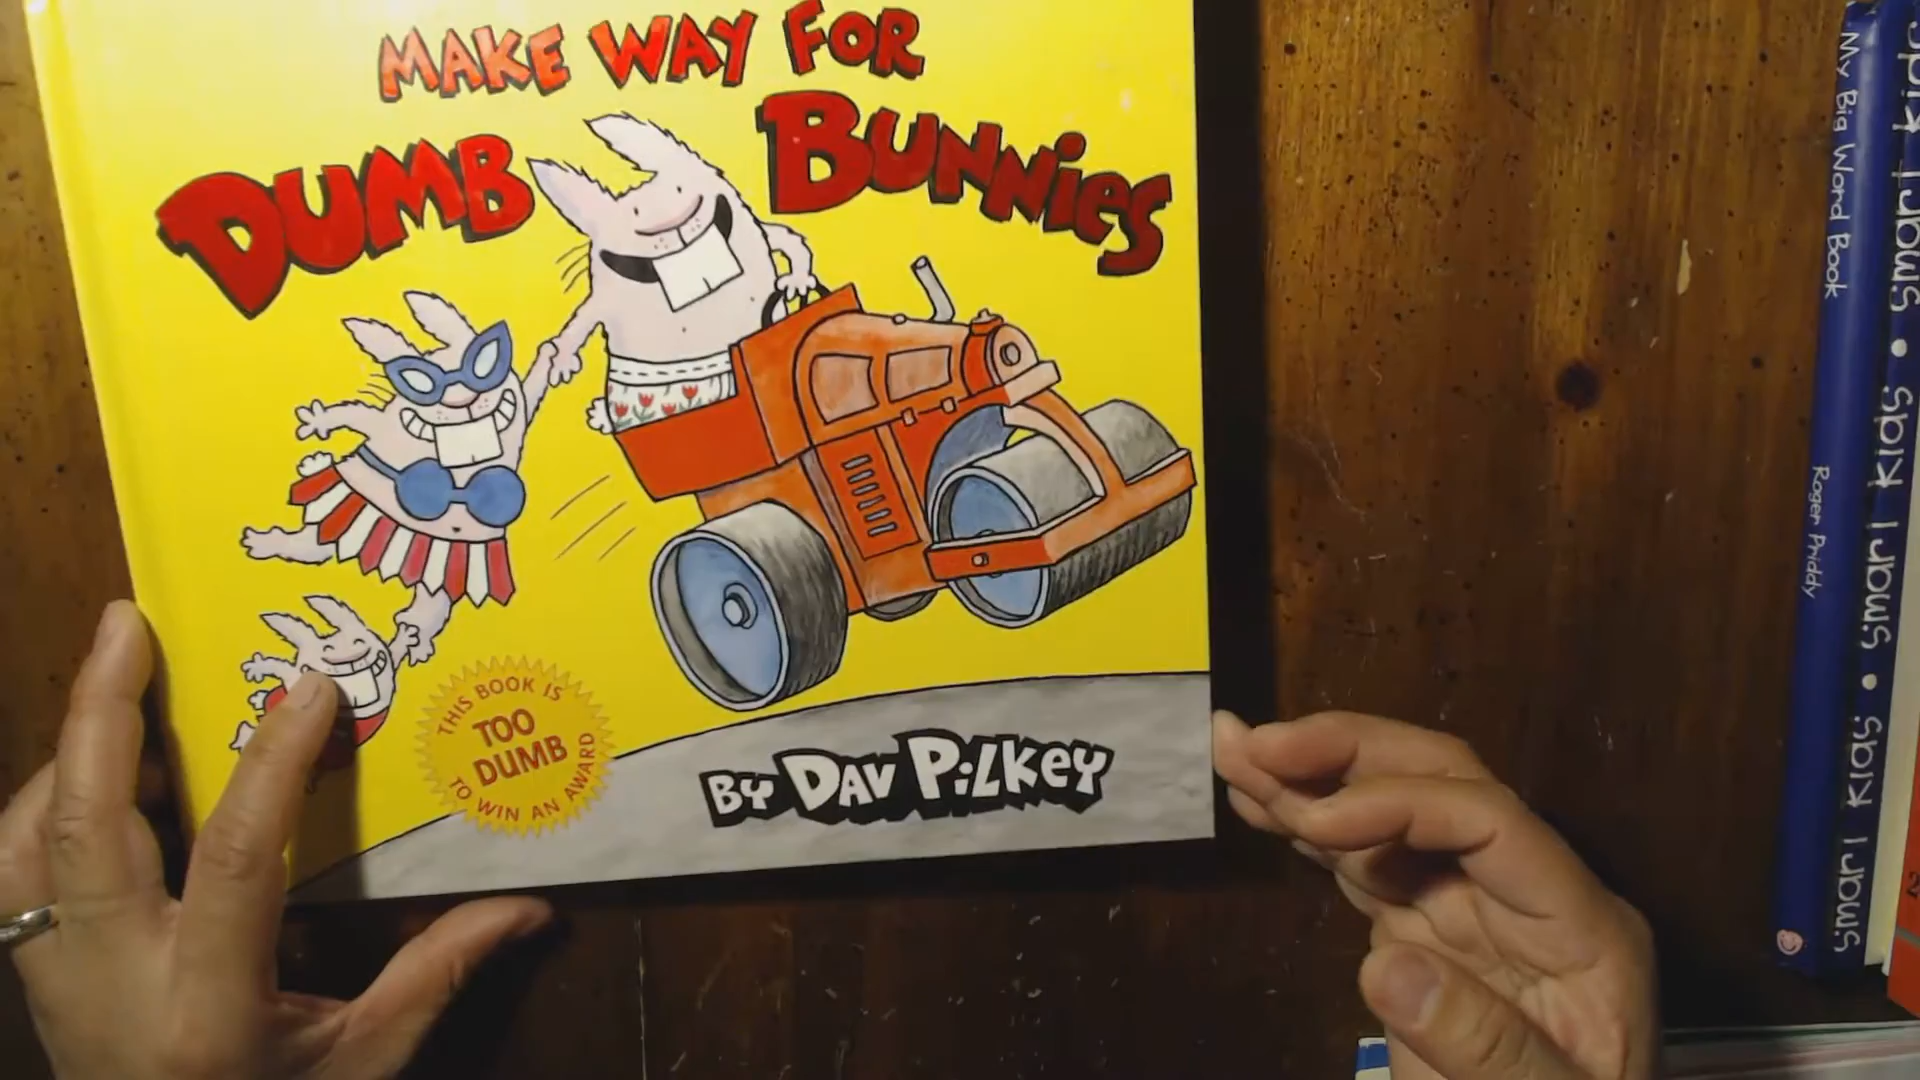 MAKE WAY FOR
DUMB BUNNIES
THIS BOOK IS
TOO
DUMB
TO WIN AN AWARD
BY DAV PILKEY
My Big Word Book
Roger Priddy
smart kids • smart kids • smart kids
2